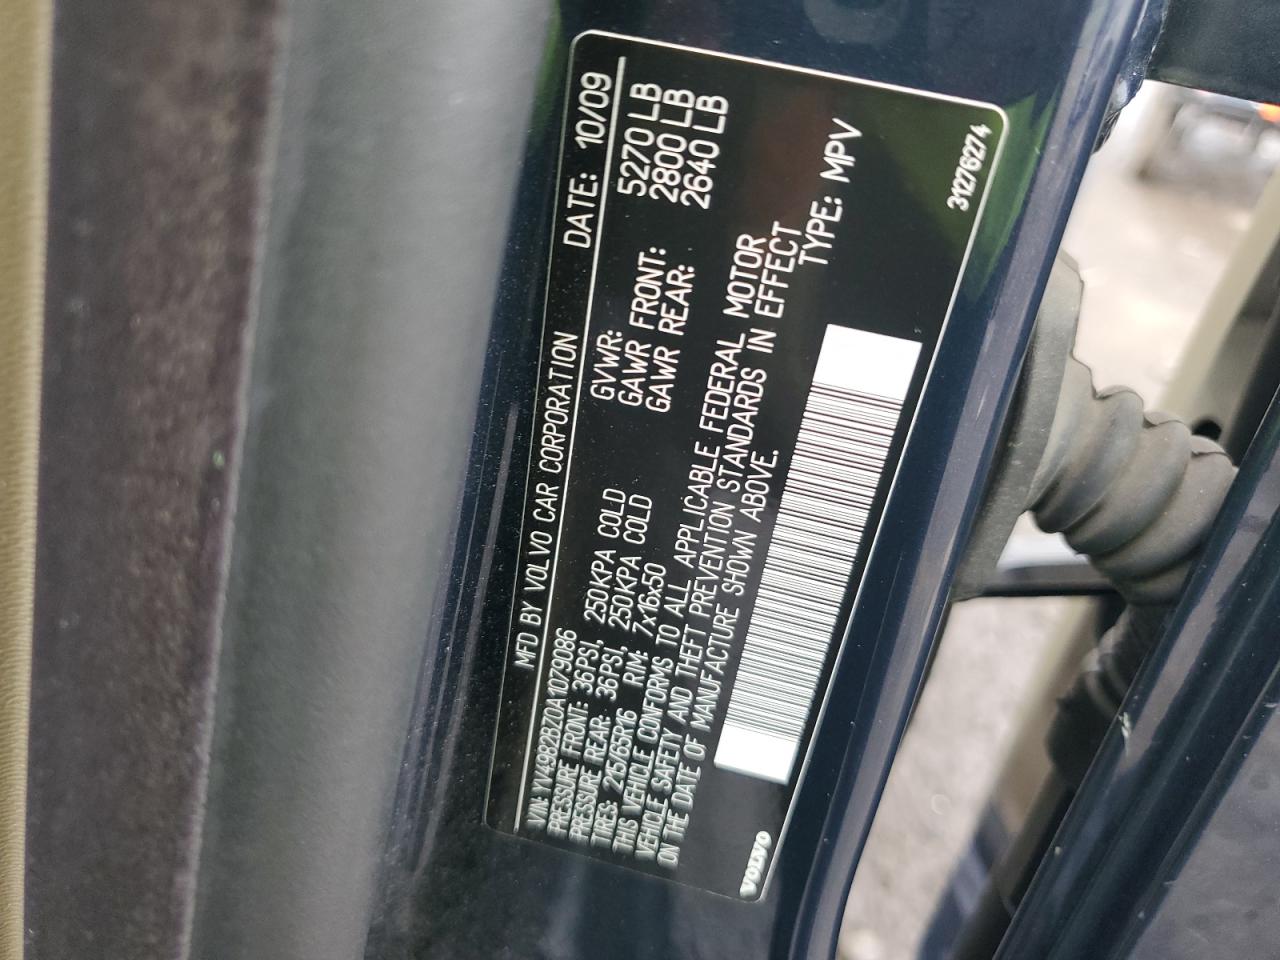 MFD BY VOLVO CAR CORPORATION DATE: 10/09
VIN: YV4982BZ0A1079086 GVWR: 5270 LB
PRESSURE FRONT: 36PSI, 250KPA COLD GAWR FRONT: 2800 LB
PRESSURE REAR: 36PSI, 250KPA COLD GAWR REAR: 2640 LB
TIRES: 215/65R16 RIM: 7x16x50
THIS VEHICLE CONFORMS TO ALL APPLICABLE FEDERAL MOTOR
VEHICLE SAFETY AND THEFT PREVENTION STANDARDS IN EFFECT
ON THE DATE OF MANUFACTURE SHOWN ABOVE. TYPE: MPV
VOLVO 31276274